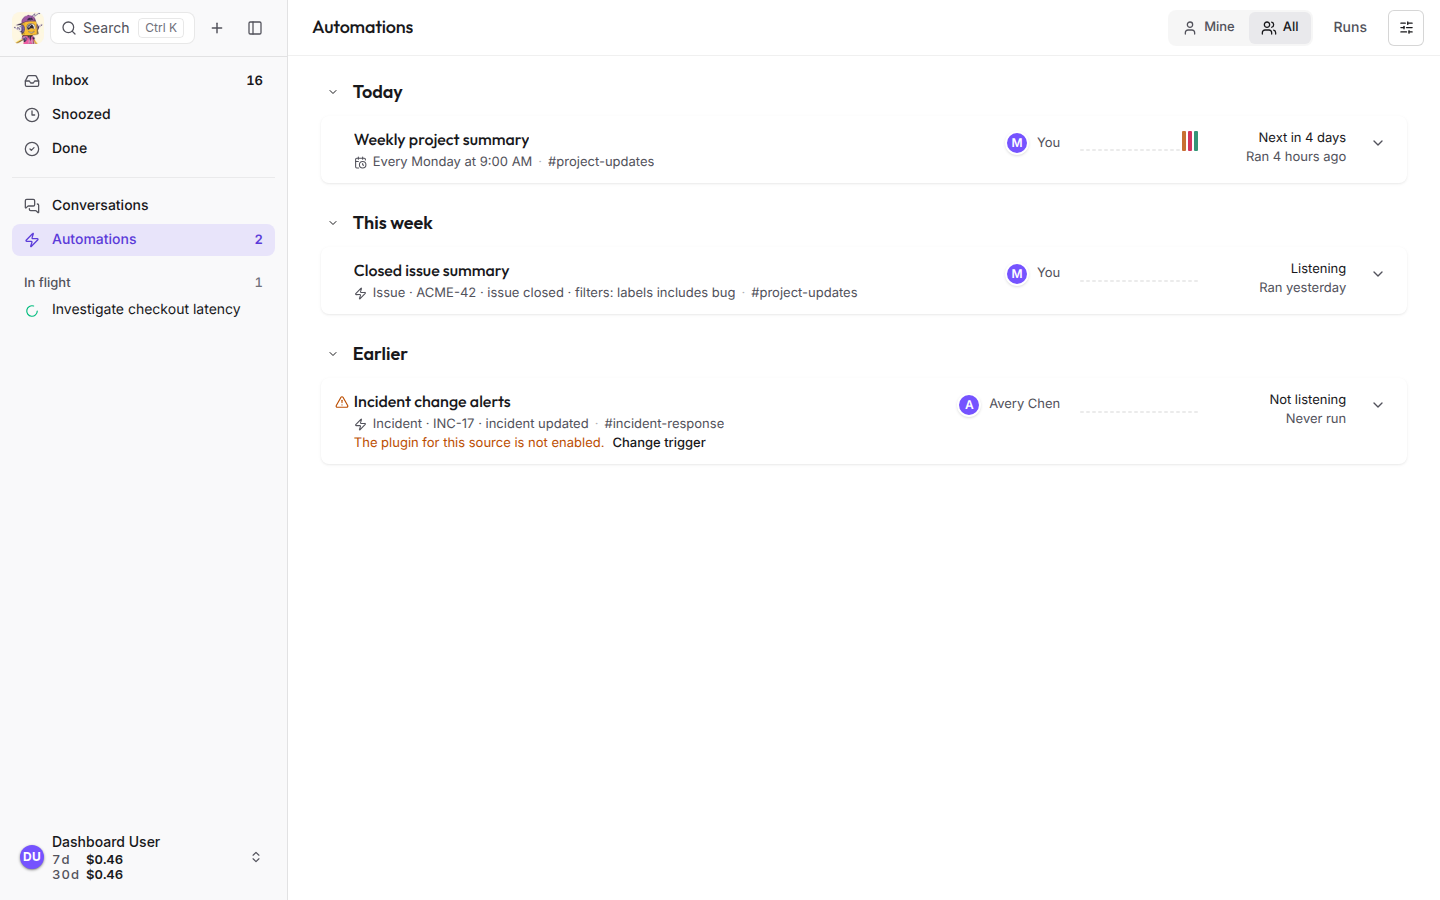 Search Ctrl K
Inbox 16
Snoozed
Done
Conversations
Automations 2
In flight 1
Investigate checkout latency
DU Dashboard User
7d $0.46
30d $0.46
Automations Mine All Runs
Today
Weekly project summary M You Next in 4 days
Every Monday at 9:00 AM · #project-updates Ran 4 hours ago
This week
Closed issue summary M You Listening
Issue · ACME-42 · issue closed · filters: labels includes bug · #project-updates Ran yesterday
Earlier
Incident change alerts A Avery Chen Not listening
Incident · INC-17 · incident updated · #incident-response Never run
The plugin for this source is not enabled. Change trigger